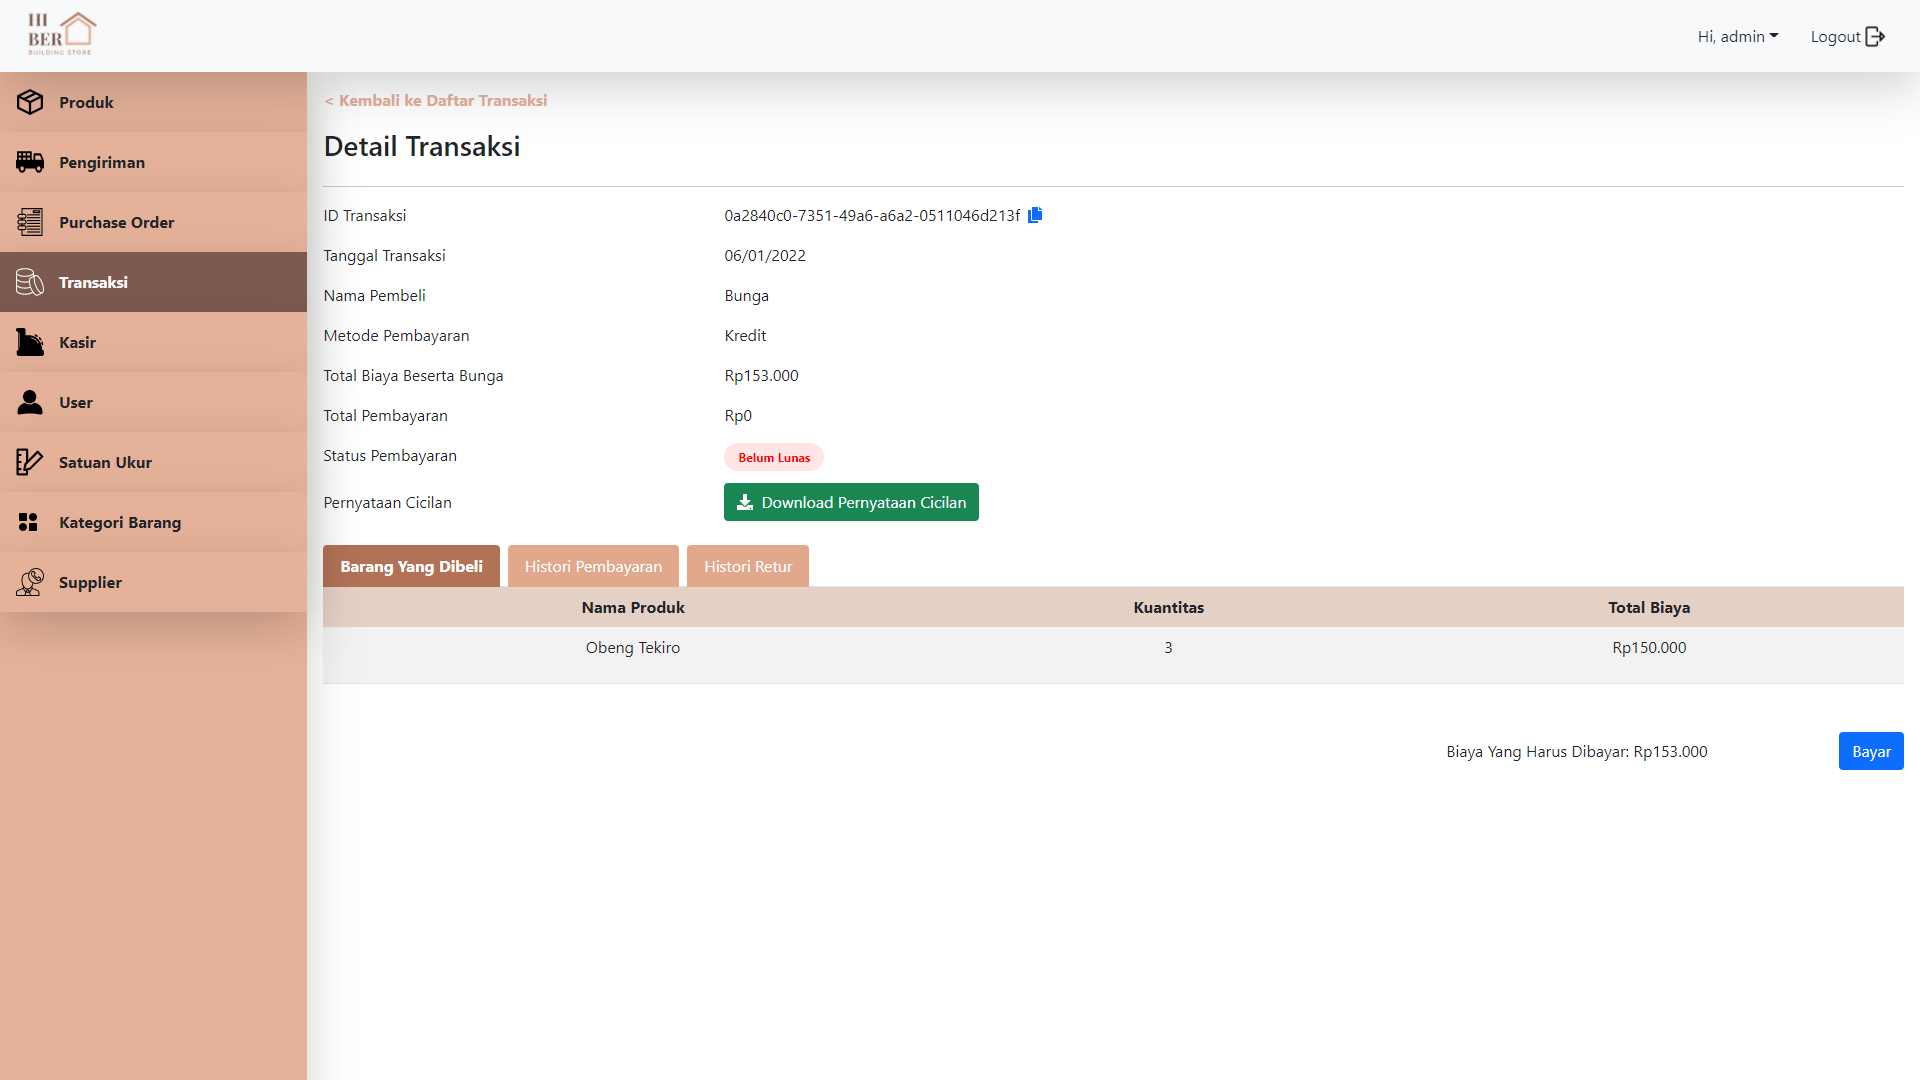 HI
BER
BUILDING STORE
Hi, admin
Logout
Produk
Pengiriman
Purchase Order
Transaksi
Kasir
User
Satuan Ukur
Kategori Barang
Supplier
< Kembali ke Daftar Transaksi
Detail Transaksi
ID Transaksi 0a2840c0-7351-49a6-a6a2-0511046d213f
Tanggal Transaksi 06/01/2022
Nama Pembeli Bunga
Metode Pembayaran Kredit
Total Biaya Beserta Bunga Rp153.000
Total Pembayaran Rp0
Status Pembayaran Belum Lunas
Pernyataan Cicilan Download Pernyataan Cicilan
Barang Yang Dibeli Histori Pembayaran Histori Retur
Nama Produk Kuantitas Total Biaya
Obeng Tekiro 3 Rp150.000
Biaya Yang Harus Dibayar: Rp153.000 Bayar